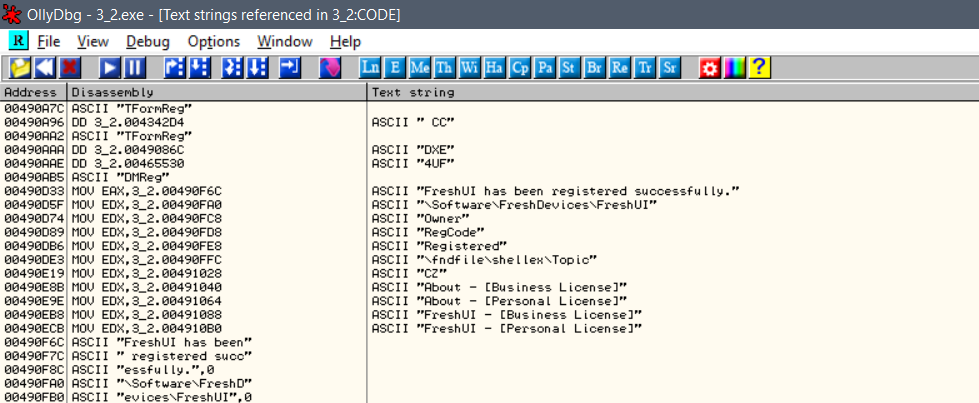 OllyDbg - 3_2.exe - [Text strings referenced in 3_2:CODE]
R File View Debug Options Window Help
Ln E Me Th Wi Ha Cp Pa St Br Re Tr Sr ?
Address Disassembly Text string
00490A7C ASCII "TFormReg"
00490A96 DD 3_2.004342D4 ASCII " CC"
00490AA2 ASCII "TFormReg"
00490AAA DD 3_2.0049086C ASCII "DXE"
00490AAE DD 3_2.00465530 ASCII "4UF"
00490AB5 ASCII "DMReg"
00490D33 MOV EAX,3_2.00490F6C ASCII "FreshUI has been registered successfully."
00490D5F MOV EDX,3_2.00490FA0 ASCII "\Software\FreshDevices\FreshUI"
00490D74 MOV EDX,3_2.00490FC8 ASCII "Owner"
00490D89 MOV EDX,3_2.00490FD8 ASCII "RegCode"
00490DB6 MOV EDX,3_2.00490FE8 ASCII "Registered"
00490DE3 MOV EDX,3_2.00490FFC ASCII "\fndfile\shellex\Topic"
00490E19 MOV EDX,3_2.00491028 ASCII "CZ"
00490E8B MOV EDX,3_2.00491040 ASCII "About - [Business License]"
00490E9E MOV EDX,3_2.00491064 ASCII "About - [Personal License]"
00490EB8 MOV EDX,3_2.00491088 ASCII "FreshUI - [Business License]"
00490ECB MOV EDX,3_2.004910B0 ASCII "FreshUI - [Personal License]"
00490F6C ASCII "FreshUI has been"
00490F7C ASCII " registered succ"
00490F8C ASCII "essfully.",0
00490FA0 ASCII "\Software\FreshD"
00490FB0 ASCII "evices\FreshUI",0